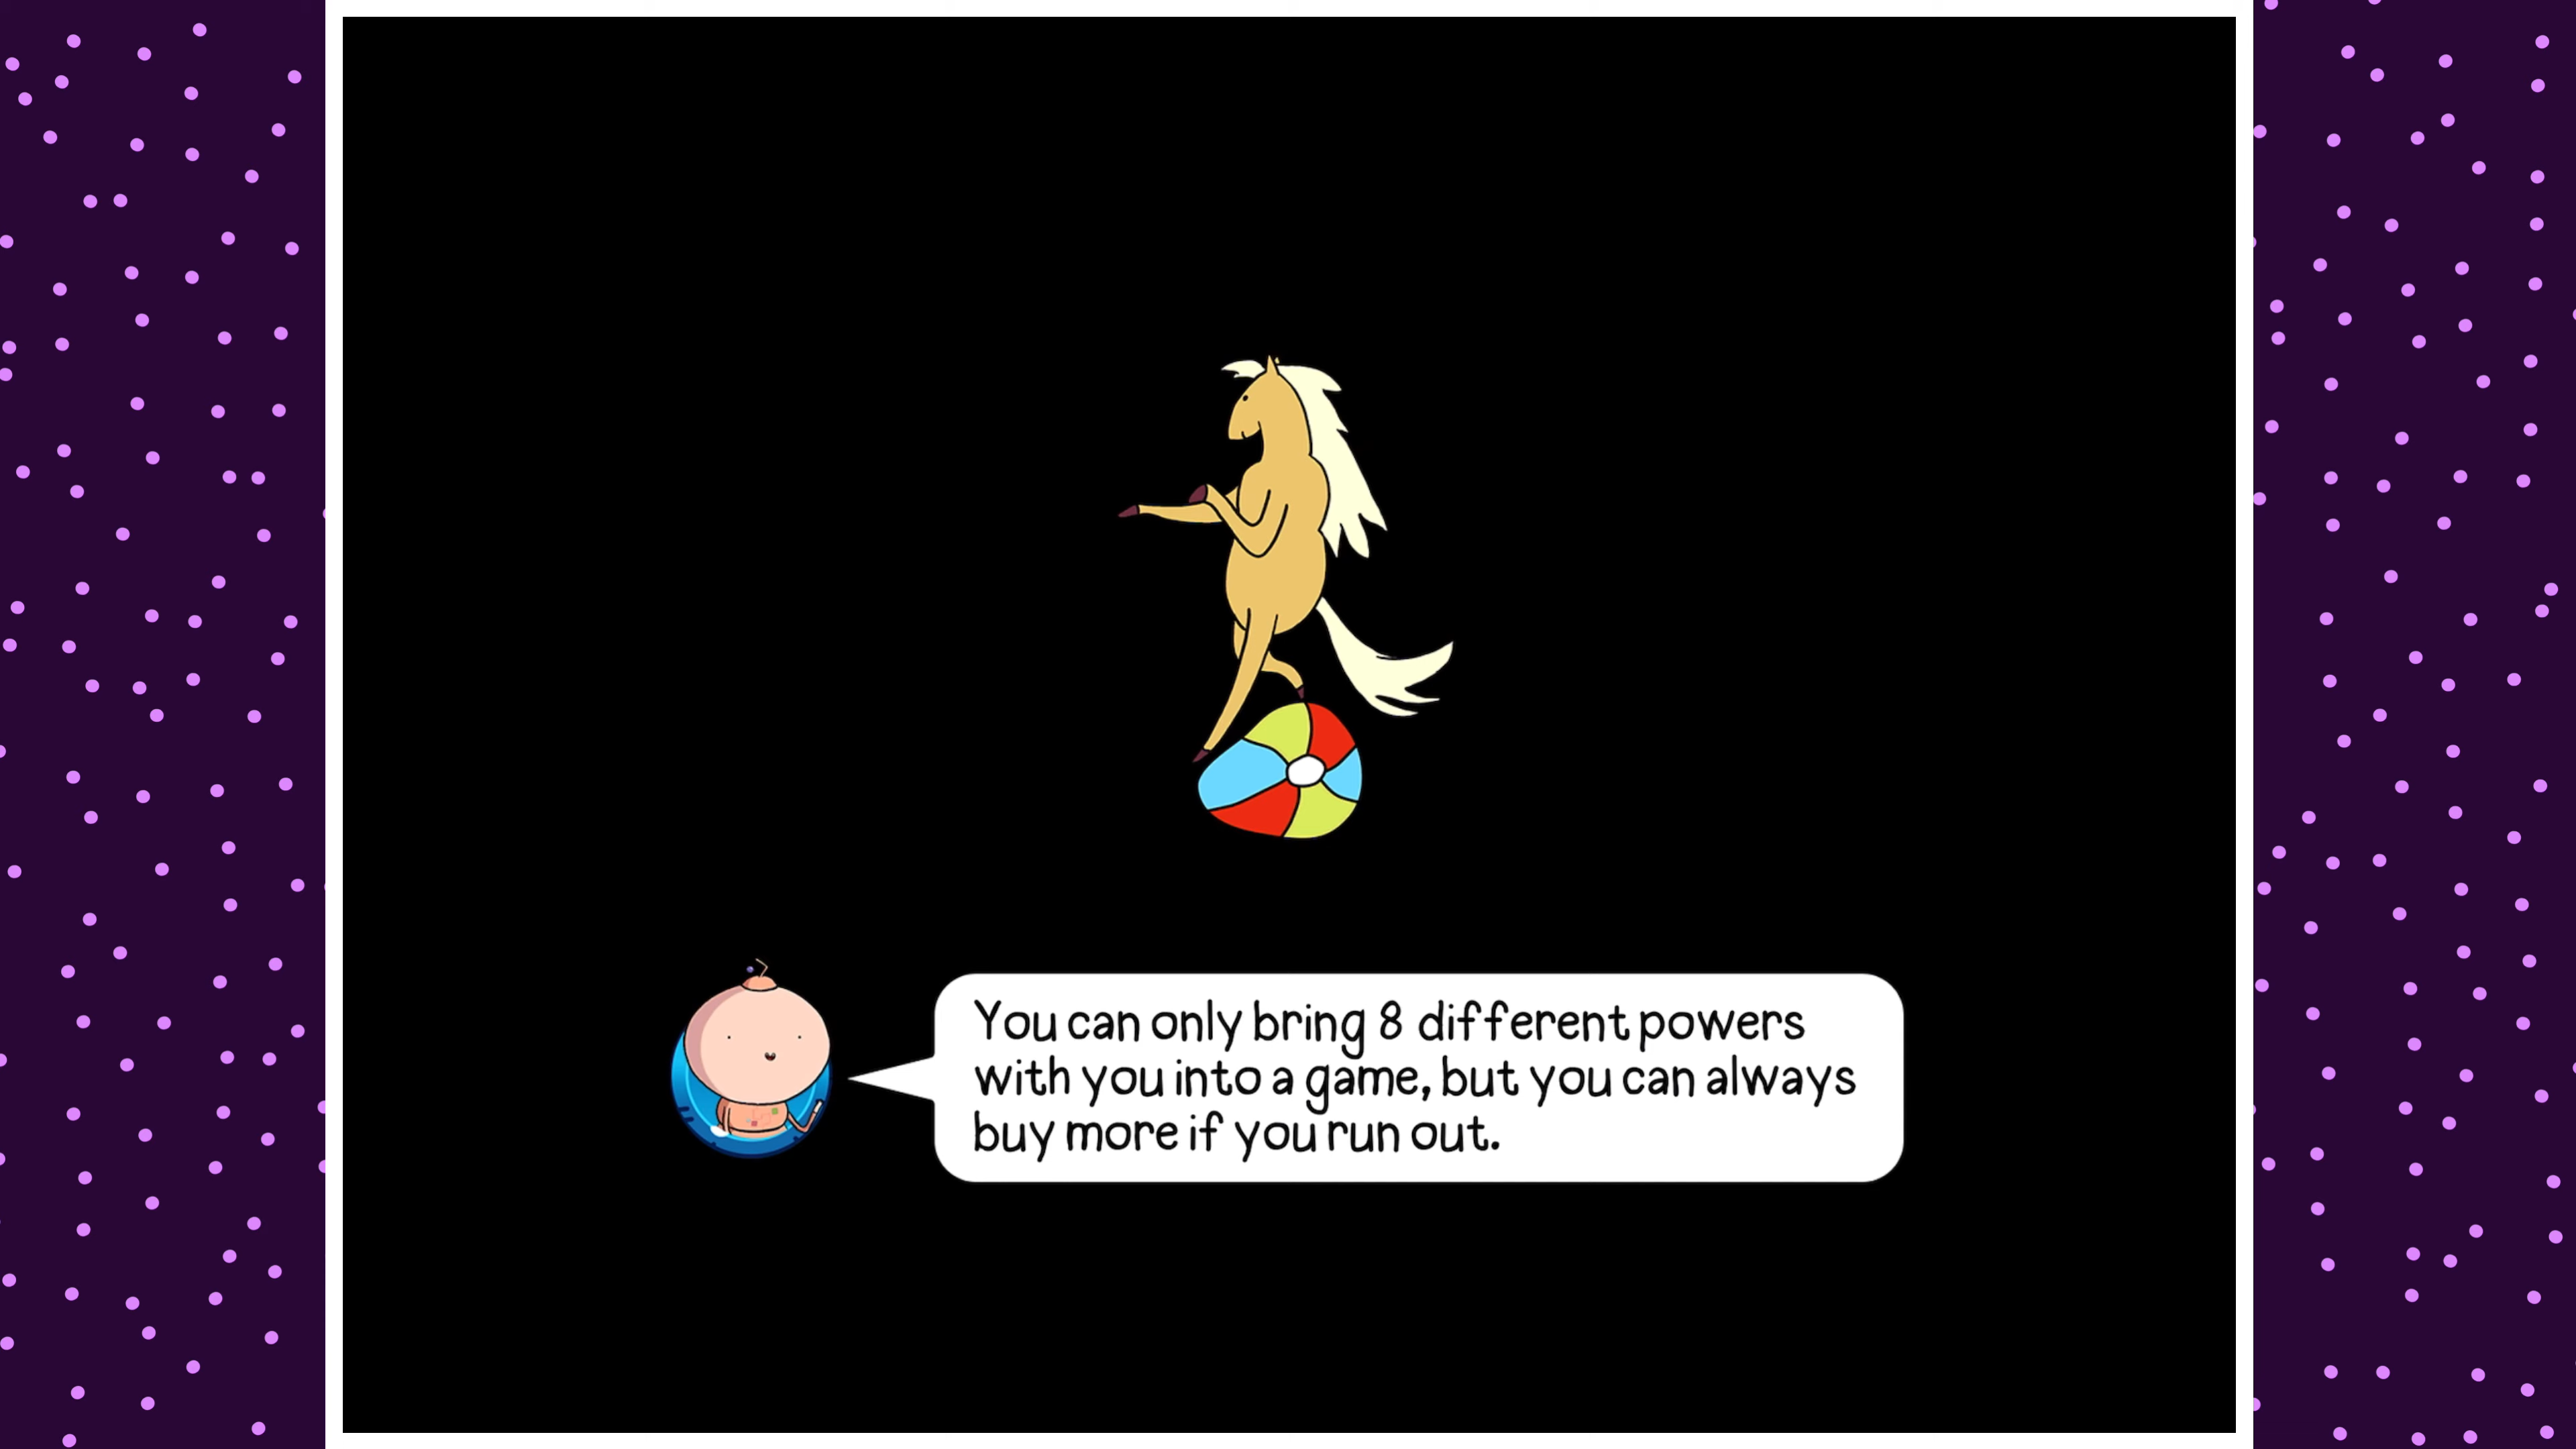 You can only bring 8 different powers
with you into a game, but you can always
buy more if you run out.